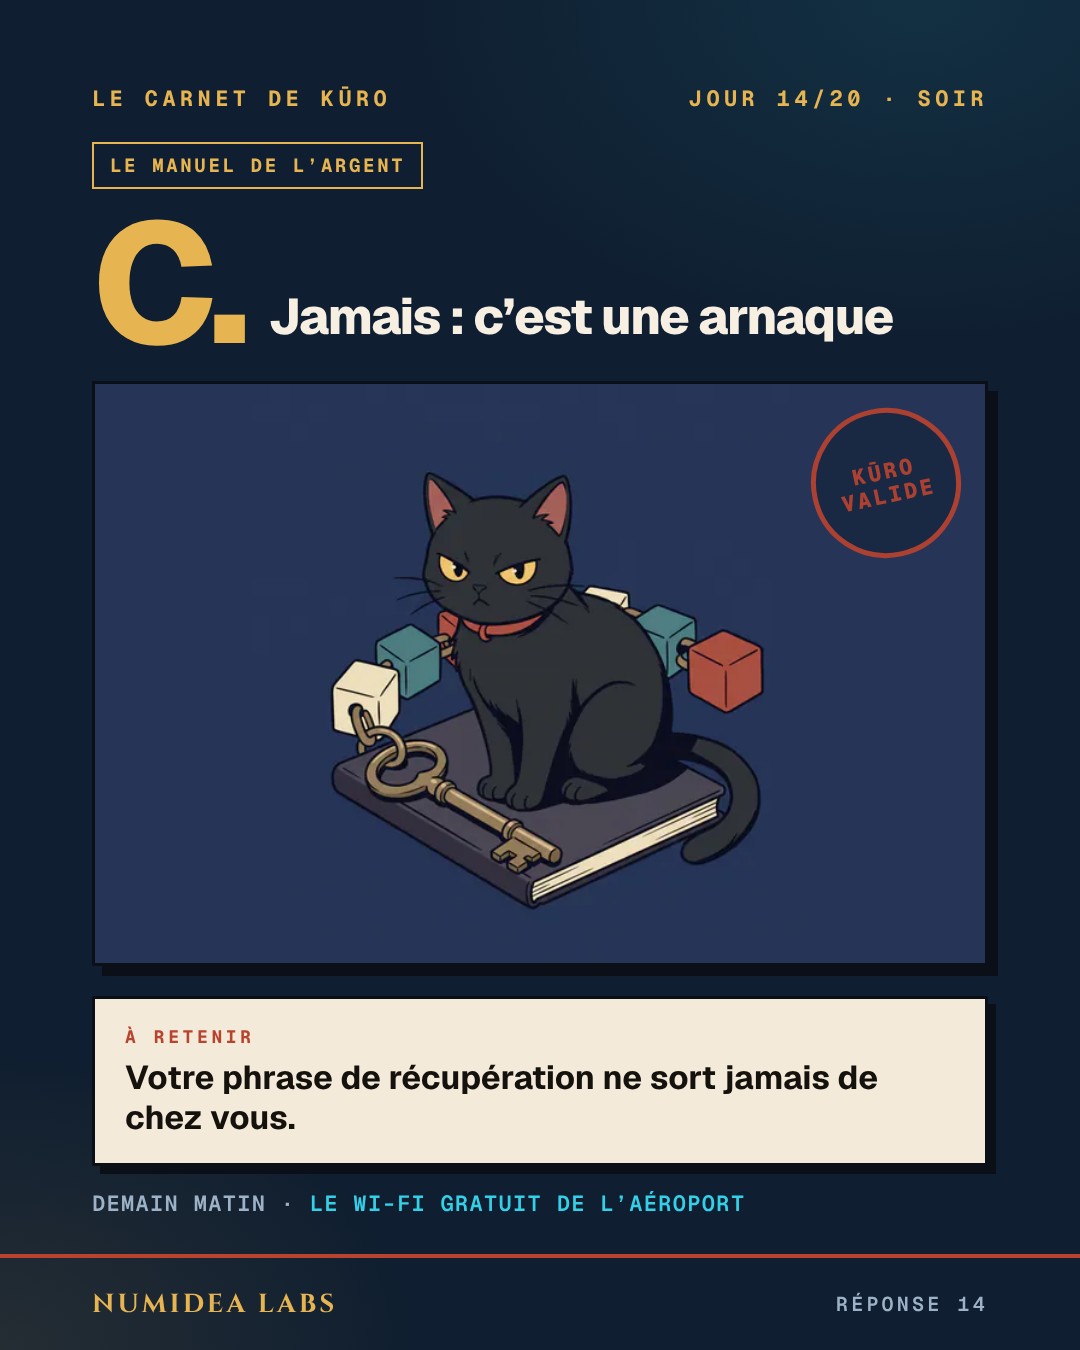 LE CARNET DE KŪRO
JOUR 14/20 · SOIR
LE MANUEL DE L’ARGENT
C. Jamais : c’est une arnaque
KŪRO
VALIDE
À RETENIR
Votre phrase de récupération ne sort jamais de
chez vous.
DEMAIN MATIN · LE WI-FI GRATUIT DE L’AÉROPORT
NUMIDEA LABS
RÉPONSE 14